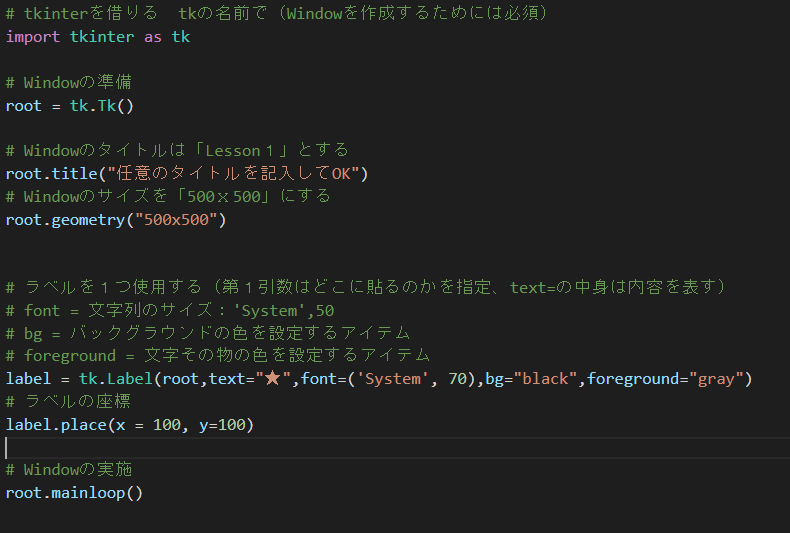 # tkinterを借りる　tkの名前で（Windowを作成するためには必須）
import tkinter as tk
# Windowの準備
root = tk.Tk()
# Windowのタイトルは「Lesson１」とする
root.title("任意のタイトルを記入してOK")
# Windowのサイズを「500ｘ500」にする
root.geometry("500x500")
# ラベルを１つ使用する（第１引数はどこに貼るのかを指定、text=の中身は内容を表す）
# font = 文字列のサイズ：'System',50
# bg = バックグラウンドの色を設定するアイテム
# foreground = 文字その物の色を設定するアイテム
label = tk.Label(root,text="★",font=('System', 70),bg="black",foreground="gray")
# ラベルの座標
label.place(x = 100, y=100)
# Windowの実施
root.mainloop()